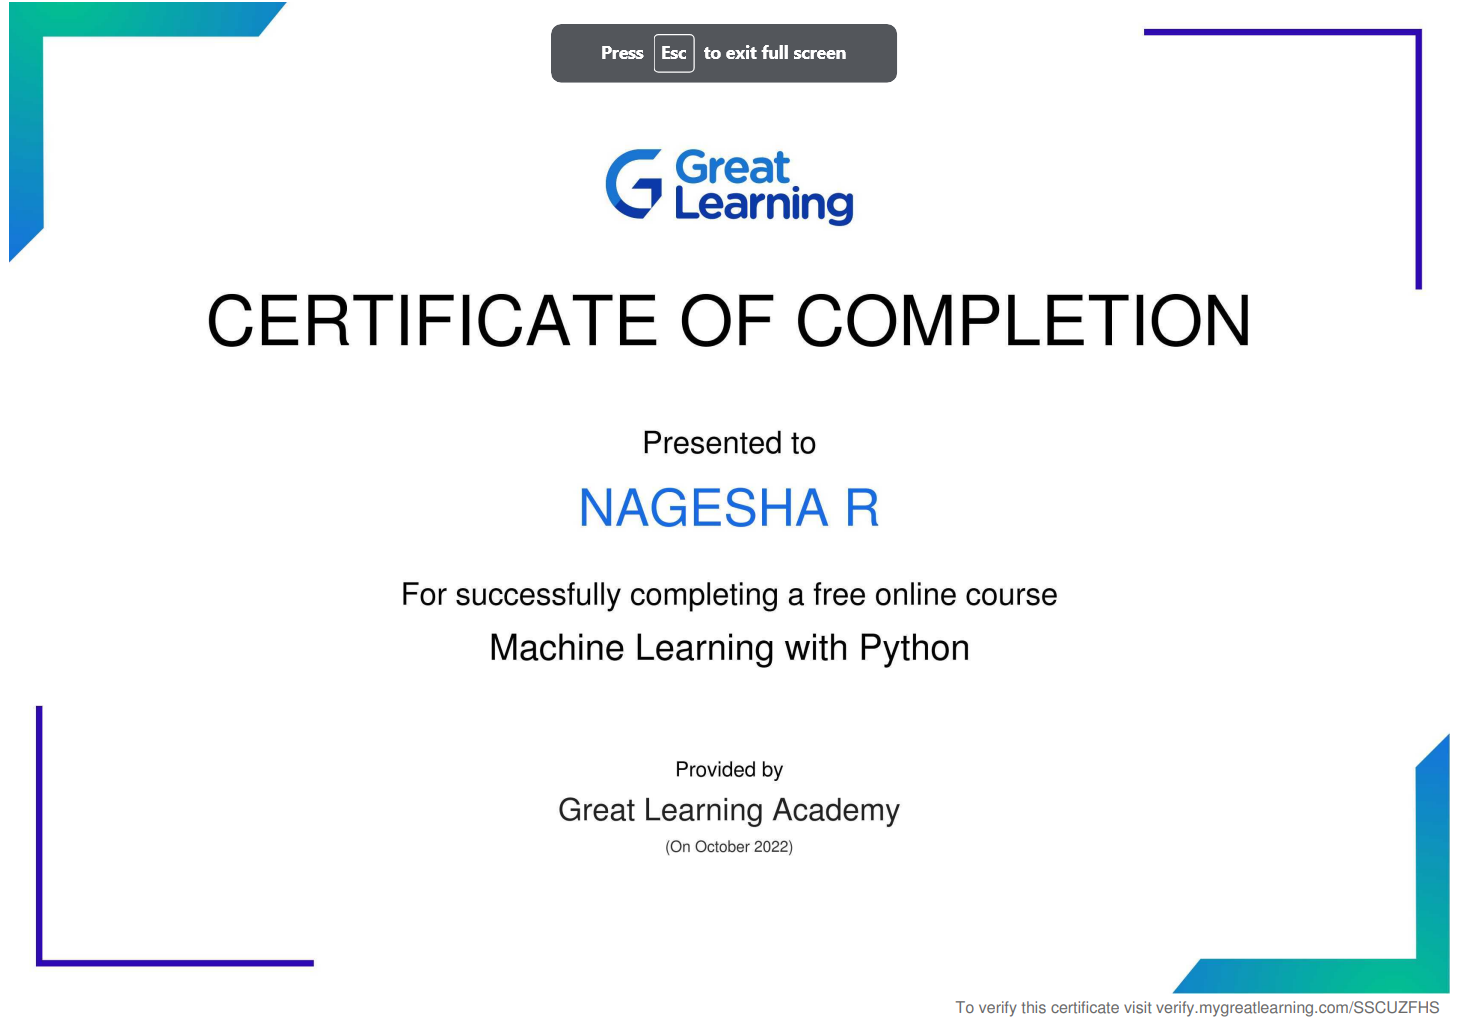 Press Esc to exit full screen
Great
Learning
CERTIFICATE OF COMPLETION
Presented to
NAGESHA R
For successfully completing a free online course
Machine Learning with Python
Provided by
Great Learning Academy
(On October 2022)
To verify this certificate visit verify.mygreatlearning.com/SSCUZFHS